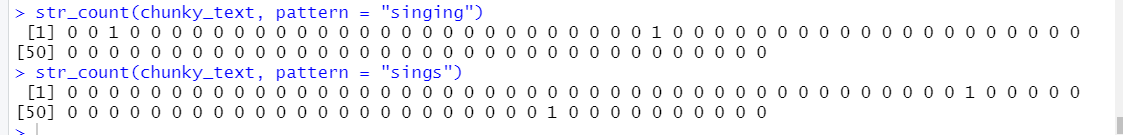 > str_count(chunky_text, pattern = "singing")
[1] 0 0 1 0 0 0 0 0 0 0 0 0 0 0 0 0 0 0 0 0 0 0 0 0 0 0 0 0 1 0 0 0 0 0 0 0 0 0 0 0 0 0 0 0 0 0 0 0 0
[50] 0 0 0 0 0 0 0 0 0 0 0 0 0 0 0 0 0 0 0 0 0 0 0 0 0 0 0 0 0 0 0 0 0 0
> str_count(chunky_text, pattern = "sings")
[1] 0 0 0 0 0 0 0 0 0 0 0 0 0 0 0 0 0 0 0 0 0 0 0 0 0 0 0 0 0 0 0 0 0 0 0 0 0 0 0 0 0 0 0 1 0 0 0 0 0
[50] 0 0 0 0 0 0 0 0 0 0 0 0 0 0 0 0 0 0 0 0 0 0 0 1 0 0 0 0 0 0 0 0 0 0
>